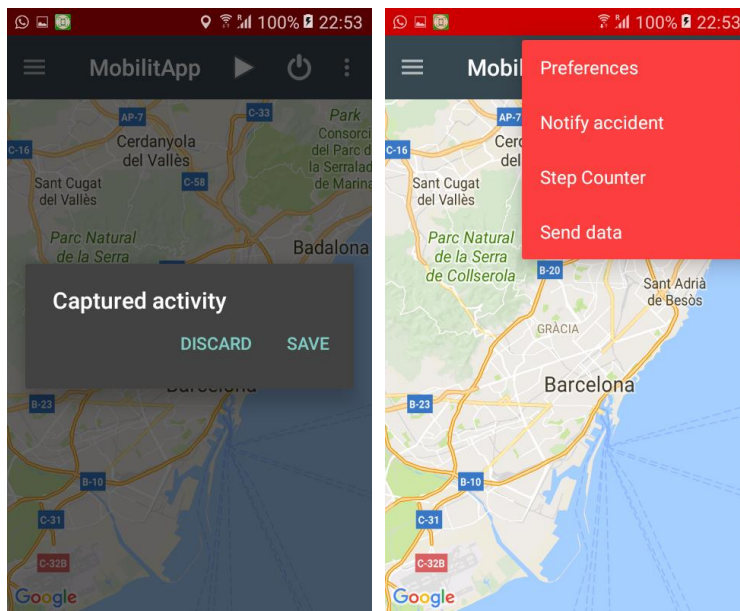 100% 22:53
MobilitApp
AP-7
C-33
Park
Consorci
del Parc d
la Serralad
de Marina
C-16
Cerdanyola
del Vallès
Sant Cugat
del Vallès
C-58
Parc Natural
de la Serra
Badalona
Captured activity
DISCARD SAVE
B-23
B-10
C-31
C-32B
Google
R
100% 22:53
Mobil
Preferences
Notify accident
Step Counter
Send data
AP-7
C-16
Cerd
del
Sant Cugat
del Vallès
Parc Natural
de la Serra
de Collserola
B-20
Sant Adrià
de Besòs
GRÀCIA
Barcelona
B-23
B-10
C-31
C-32B
Google